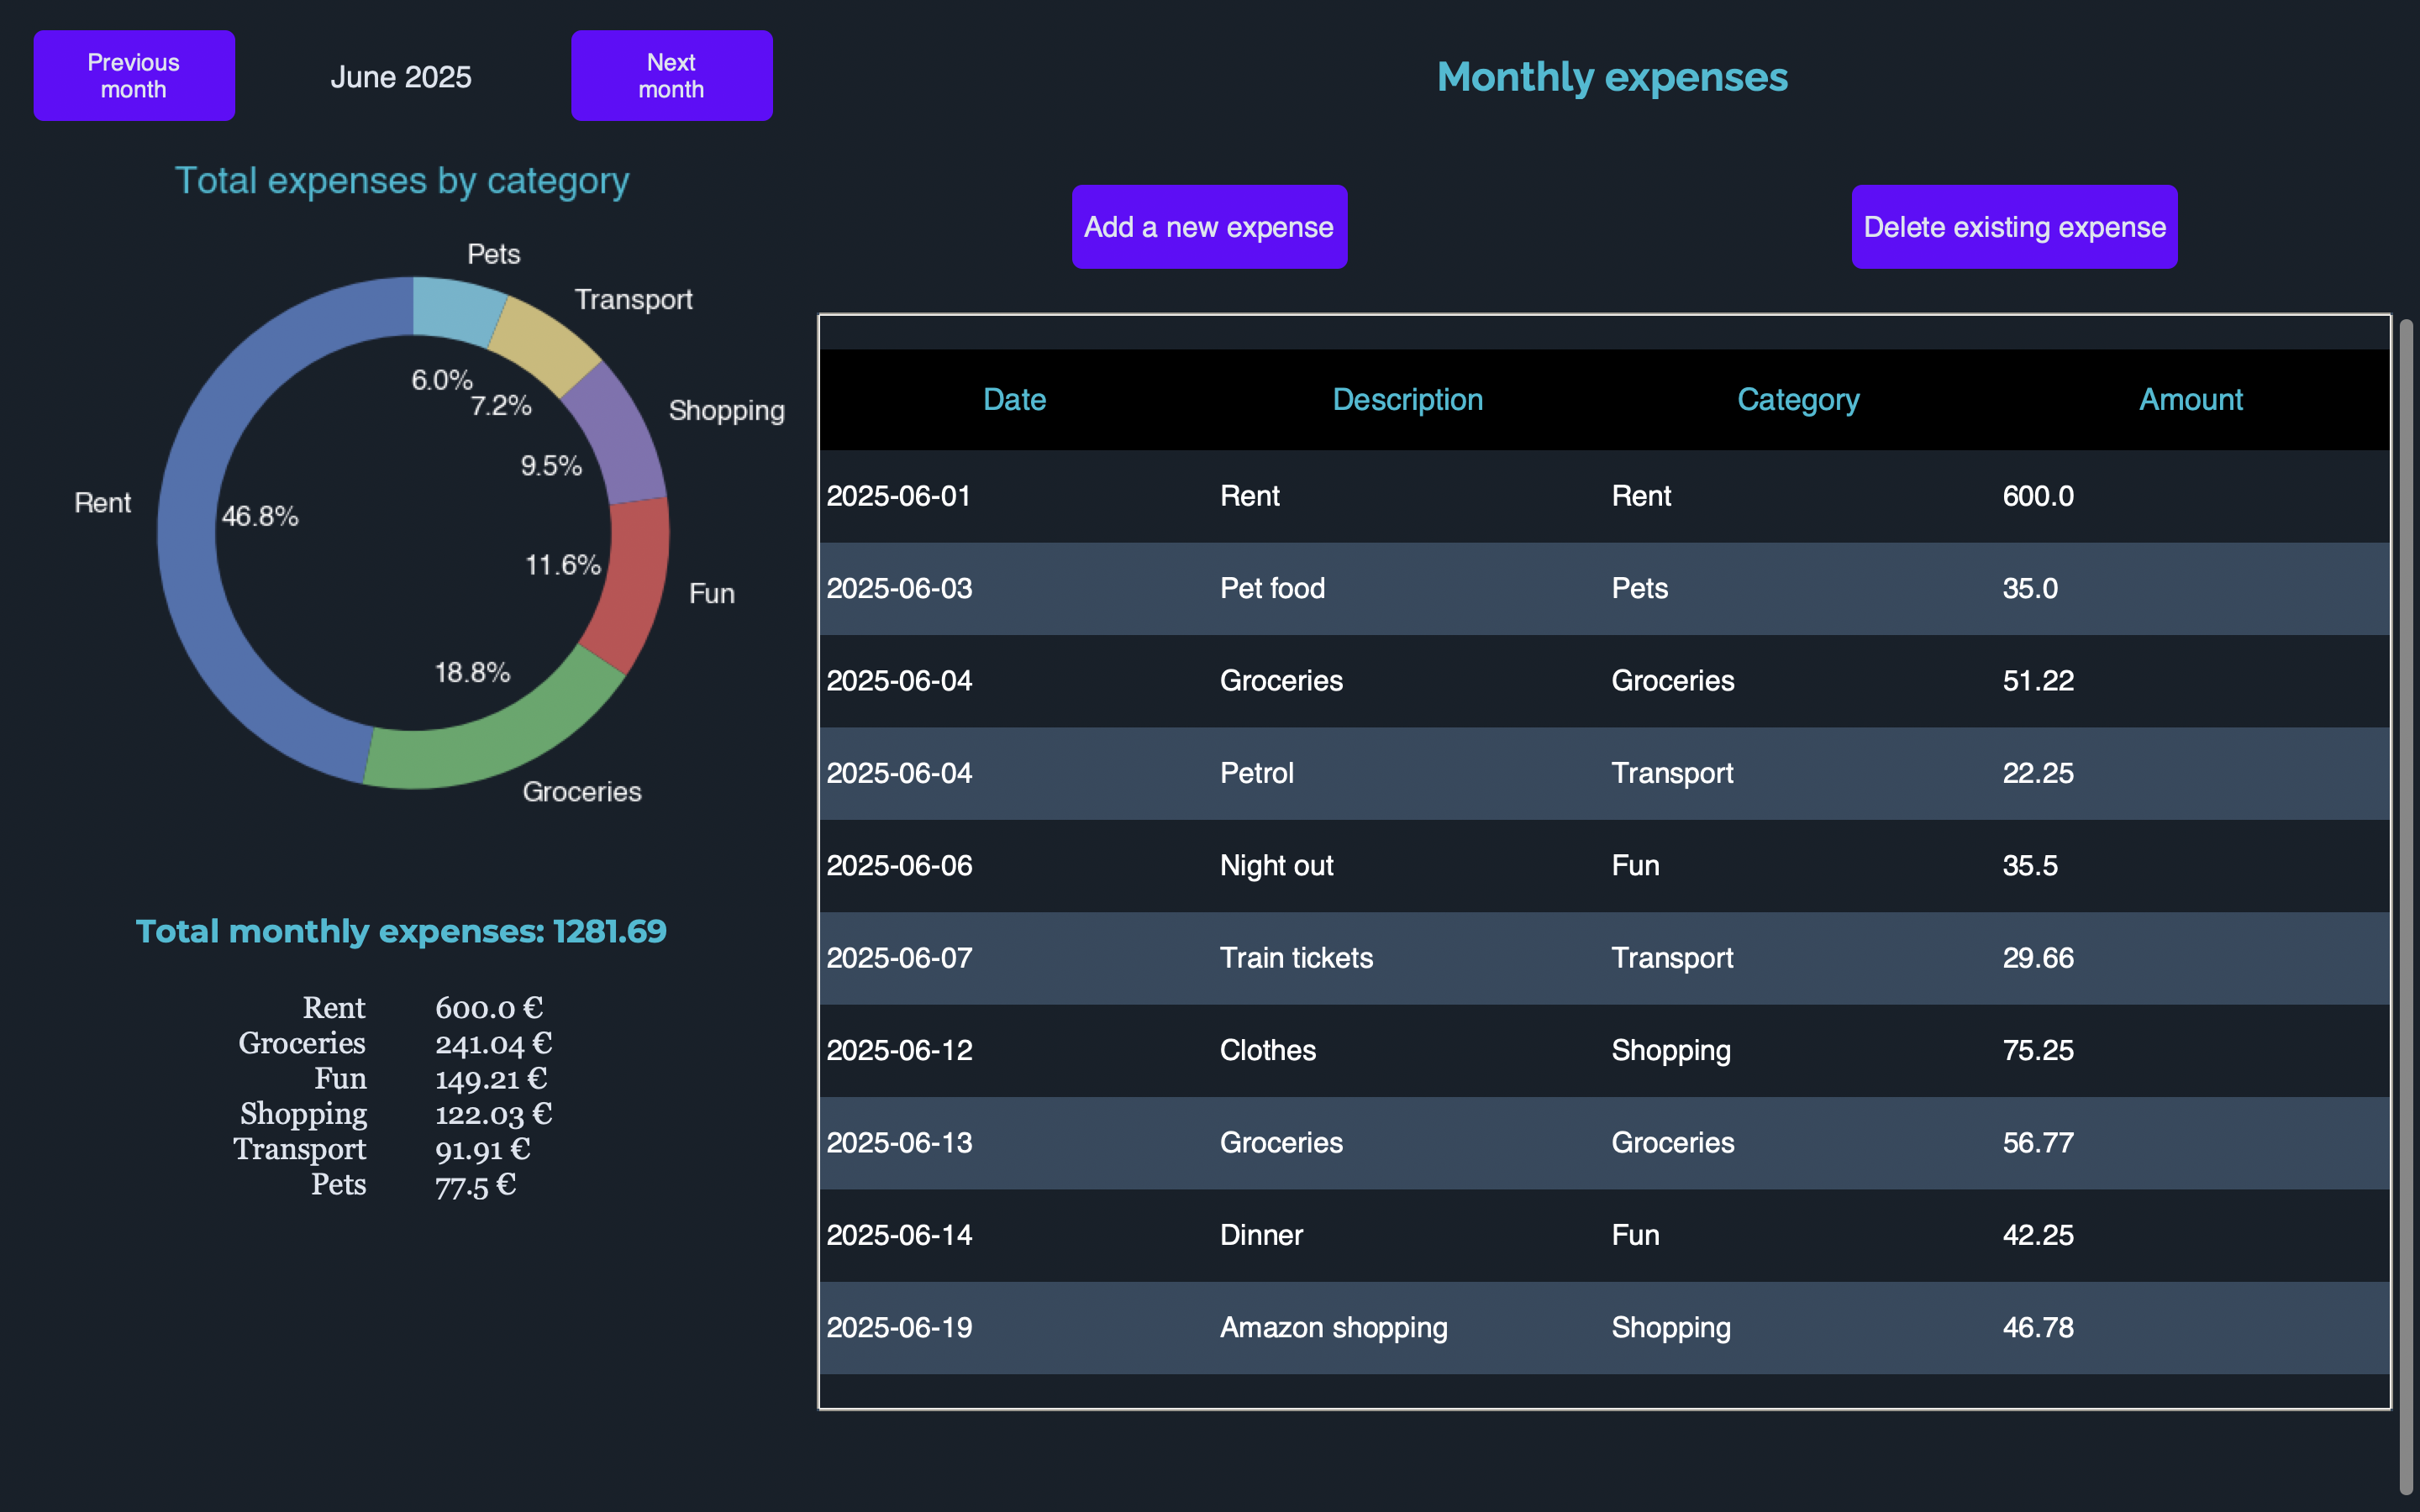 Previous
month
June 2025
Next
month
Total expenses by category
Pets
Transport
Shopping
Fun
Groceries
Rent
6.0%
7.2%
9.5%
11.6%
18.8%
46.8%
Total monthly expenses: 1281.69
Rent 600.0 €
Groceries 241.04 €
Fun 149.21 €
Shopping 122.03 €
Transport 91.91 €
Pets 77.5 €
Monthly expenses
Add a new expense
Delete existing expense
Date Description Category Amount
2025-06-01 Rent Rent 600.0
2025-06-03 Pet food Pets 35.0
2025-06-04 Groceries Groceries 51.22
2025-06-04 Petrol Transport 22.25
2025-06-06 Night out Fun 35.5
2025-06-07 Train tickets Transport 29.66
2025-06-12 Clothes Shopping 75.25
2025-06-13 Groceries Groceries 56.77
2025-06-14 Dinner Fun 42.25
2025-06-19 Amazon shopping Shopping 46.78